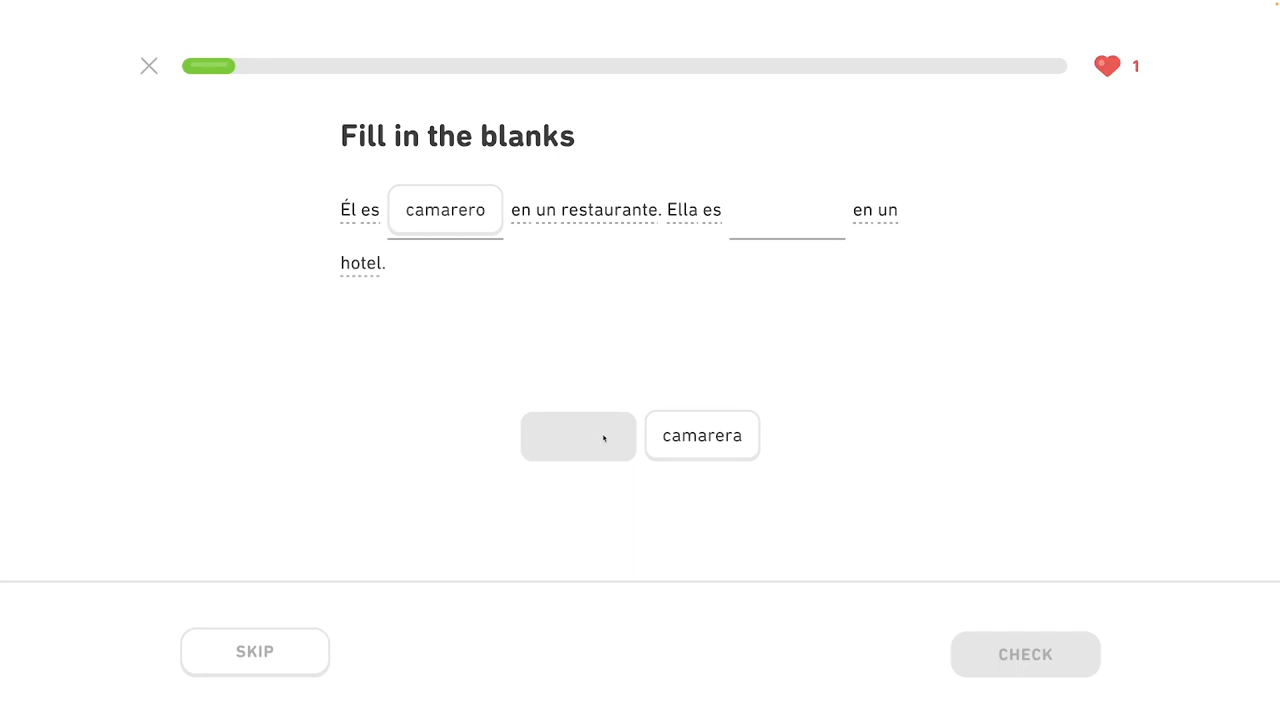 1
Fill in the blanks
Él es camarero en un restaurante. Ella es en un
hotel.
camarera
SKIP
CHECK